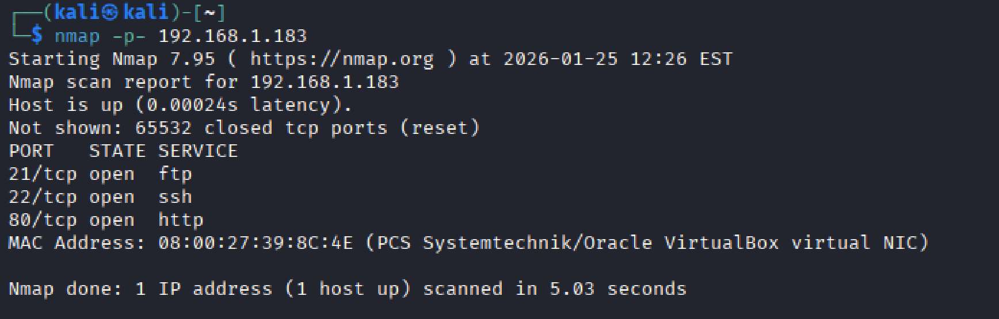 ┌──(kali㉿kali)-[~]
└─$ nmap -p- 192.168.1.183
Starting Nmap 7.95 ( https://nmap.org ) at 2026-01-25 12:26 EST
Nmap scan report for 192.168.1.183
Host is up (0.00024s latency).
Not shown: 65532 closed tcp ports (reset)
PORT   STATE SERVICE
21/tcp open  ftp
22/tcp open  ssh
80/tcp open  http
MAC Address: 08:00:27:39:8C:4E (PCS Systemtechnik/Oracle VirtualBox virtual NIC)
Nmap done: 1 IP address (1 host up) scanned in 5.03 seconds